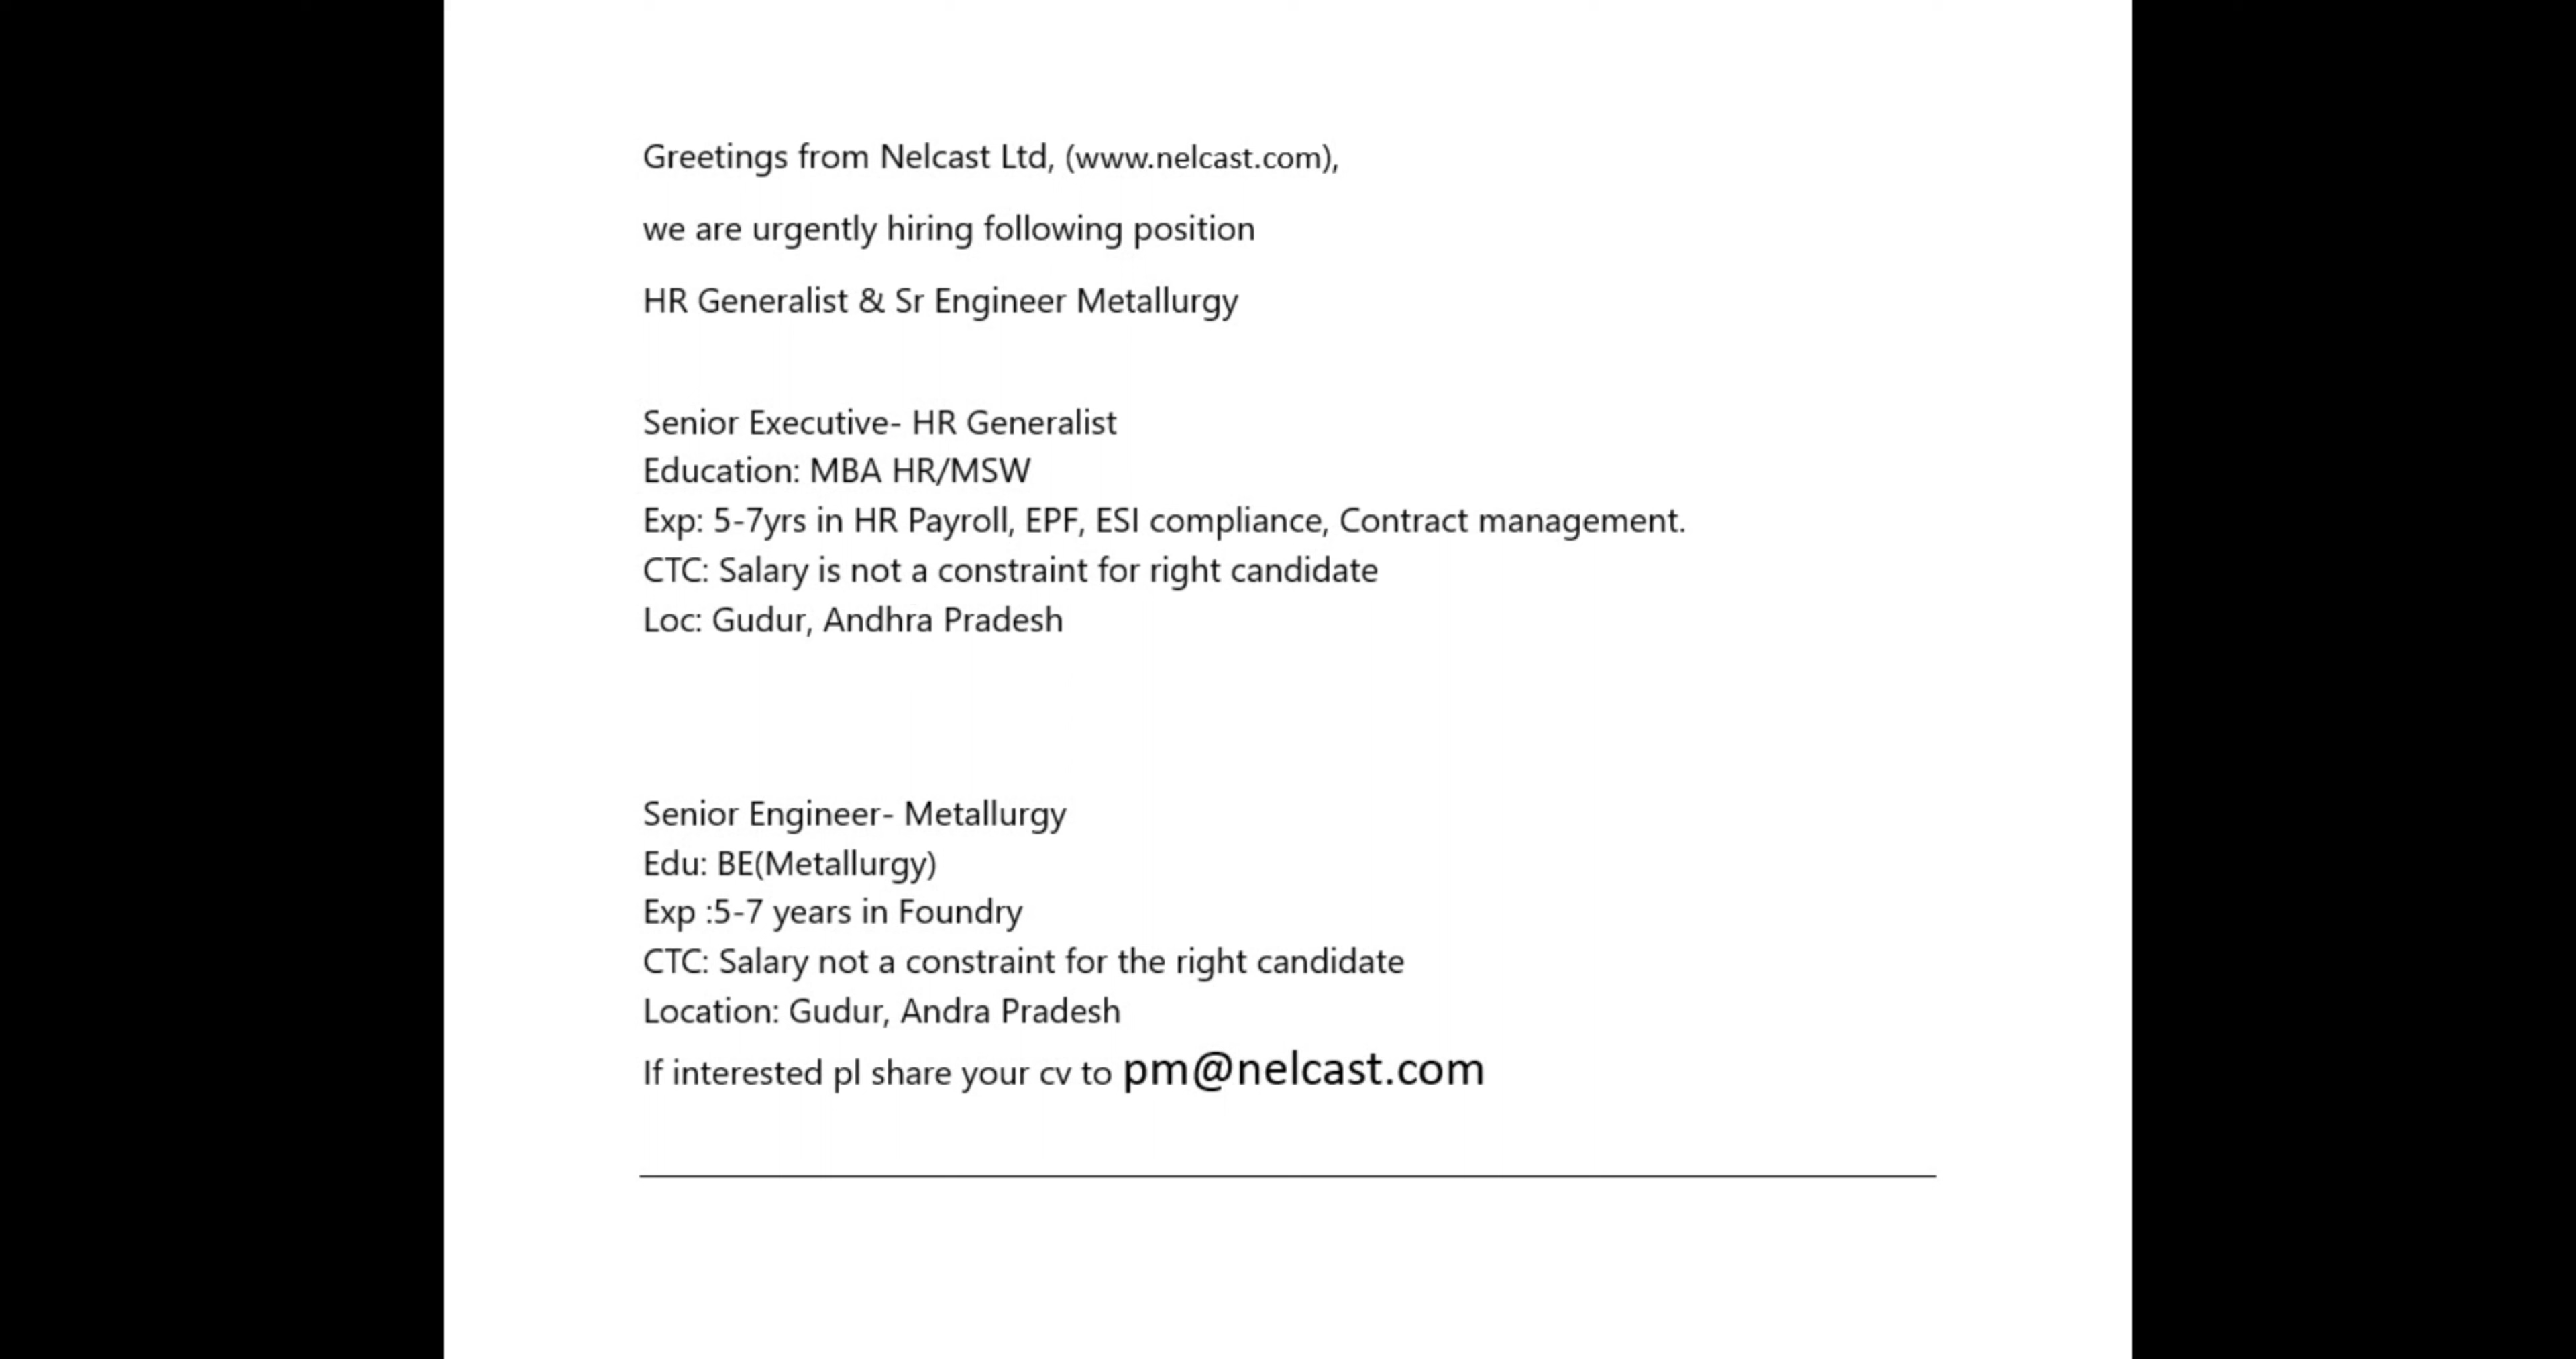 Greetings from Nelcast Ltd, (www.nelcast.com),
we are urgently hiring following position
HR Generalist & Sr Engineer Metallurgy
Senior Executive- HR Generalist
Education: MBA HR/MSW
Exp: 5-7yrs in HR Payroll, EPF, ESI compliance, Contract management.
CTC: Salary is not a constraint for right candidate
Loc: Gudur, Andhra Pradesh
Senior Engineer- Metallurgy
Edu: BE(Metallurgy)
Exp :5-7 years in Foundry
CTC: Salary not a constraint for the right candidate
Location: Gudur, Andra Pradesh
If interested pl share your cv to pm@nelcast.com